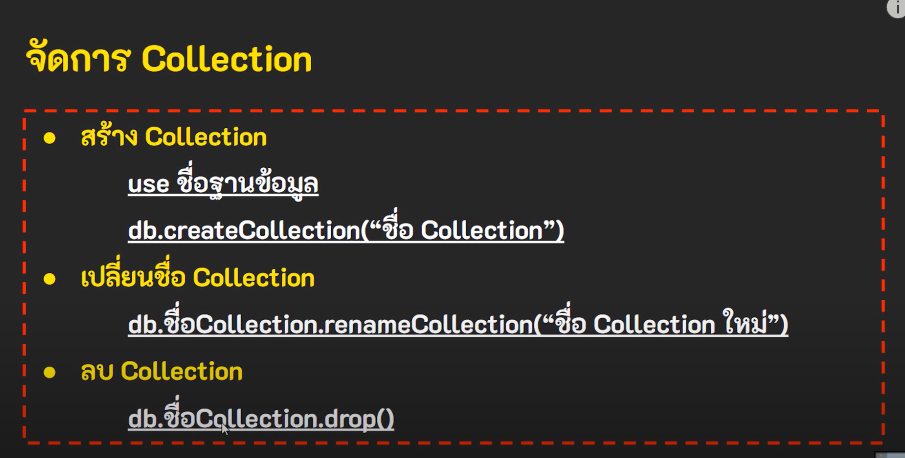 จัดการ Collection
● สร้าง Collection
use ชื่อฐานข้อมูล
db.createCollection(“ชื่อ Collection”)
● เปลี่ยนชื่อ Collection
db.ชื่อCollection.renameCollection(“ชื่อ Collection ใหม่”)
● ลบ Collection
db.ชื่อCollection.drop()